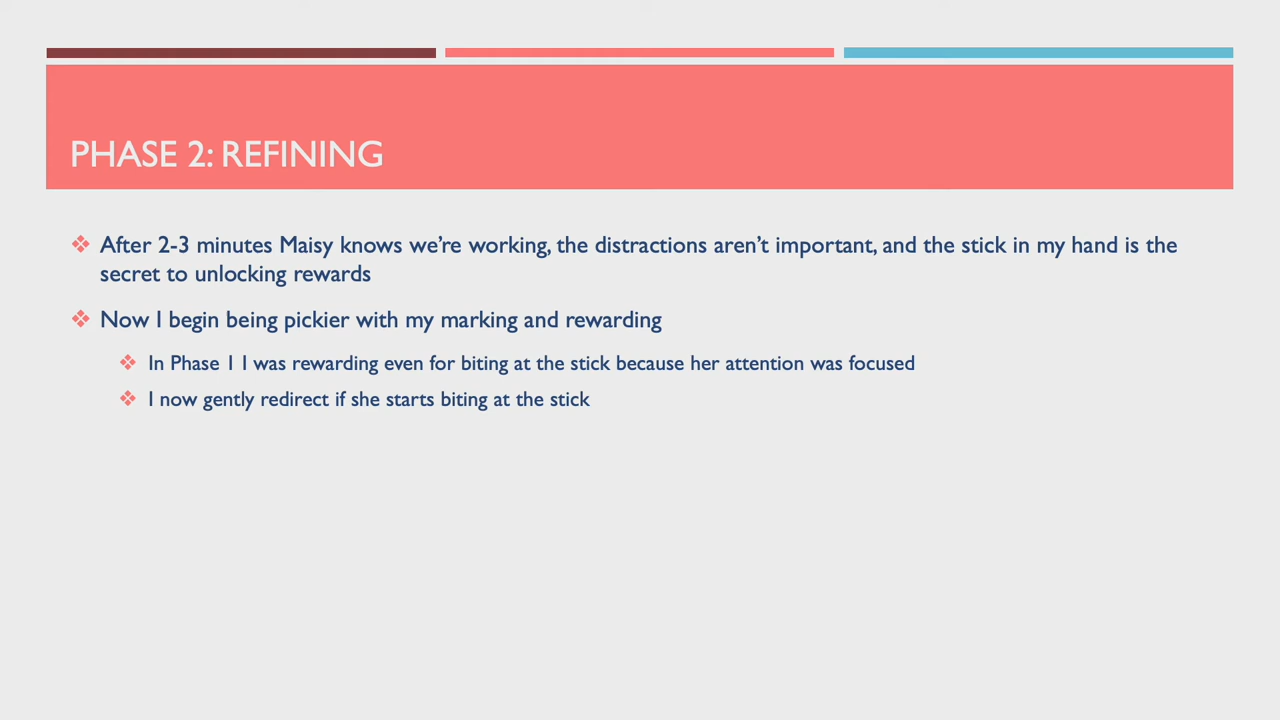 PHASE 2: REFINING
After 2-3 minutes Maisy knows we're working, the distractions aren't important, and the stick in my hand is the
secret to unlocking rewards
Now I begin being pickier with my marking and rewarding
In Phase 1 I was rewarding even for biting at the stick because her attention was focused
I now gently redirect if she starts biting at the stick